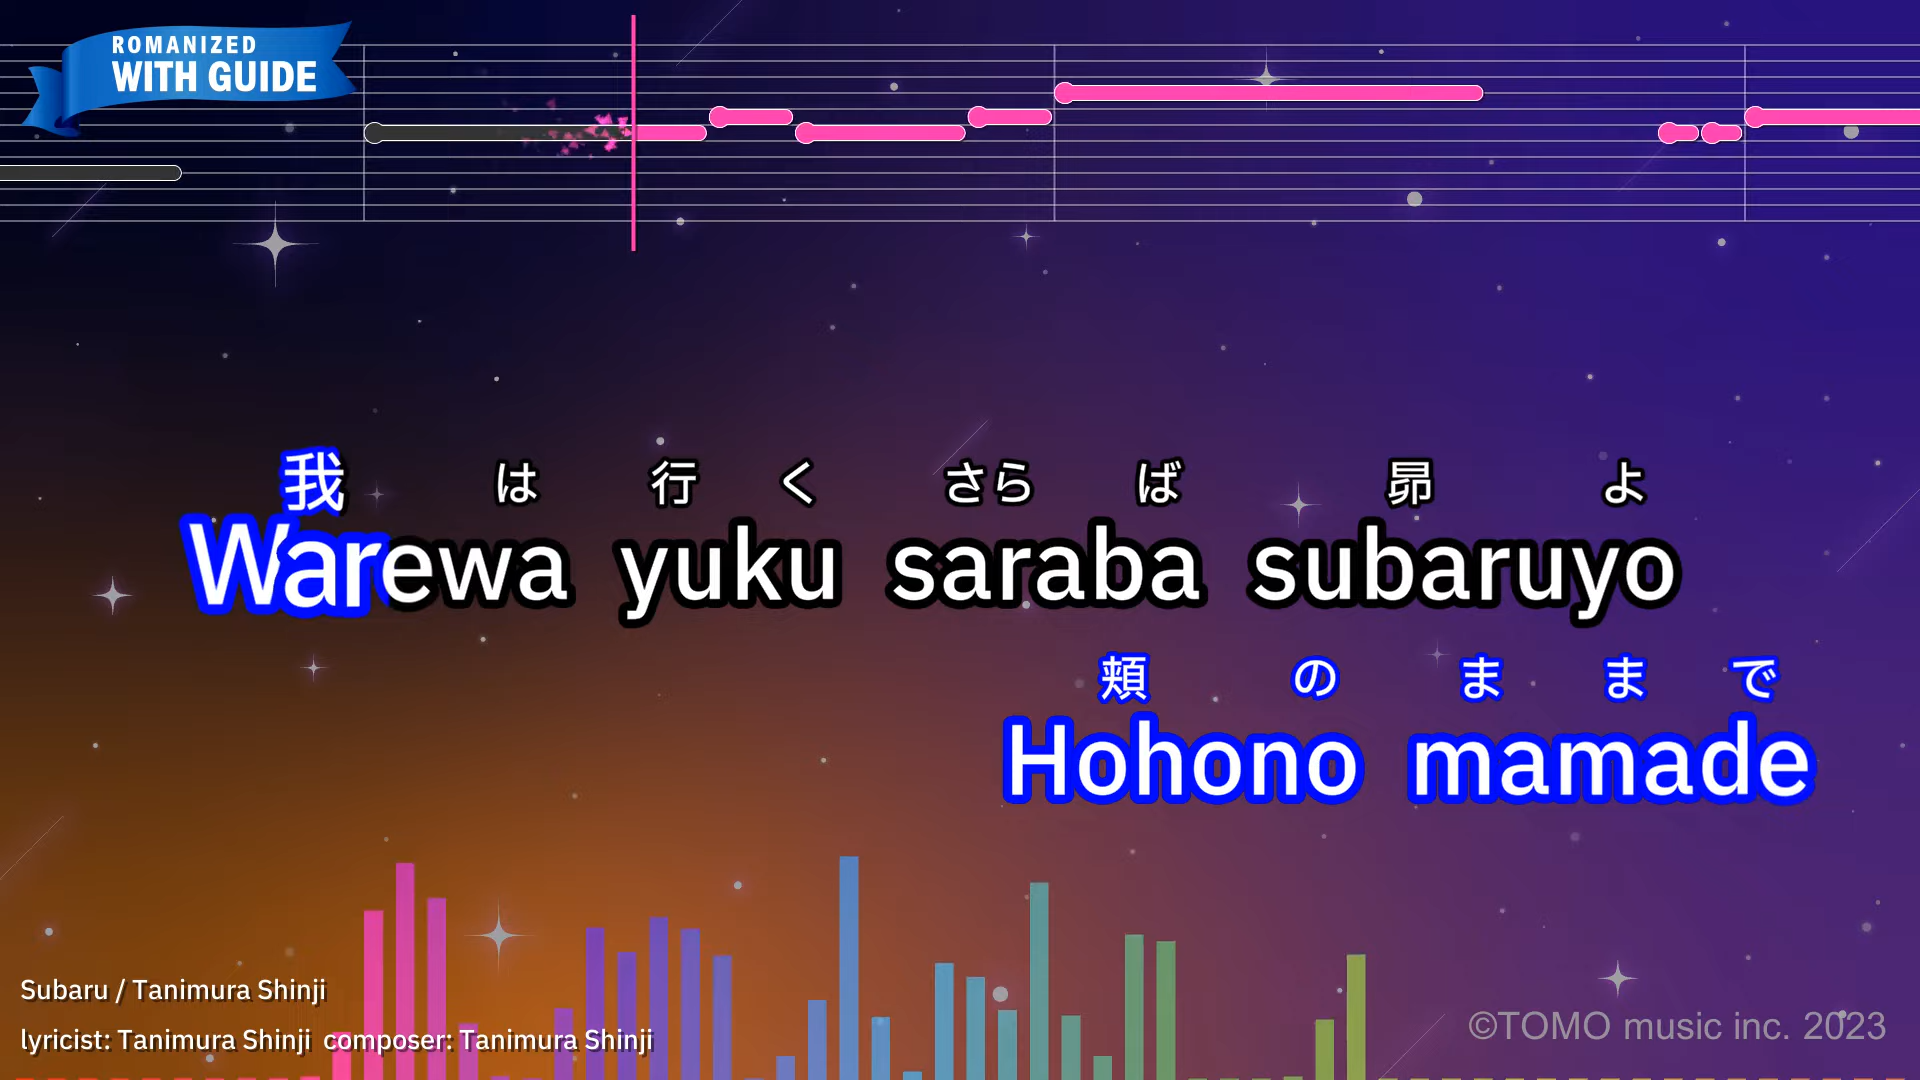 ROMANIZED
WITH GUIDE
我は行くさらば昴よ
Warewa yuku saraba subaruyo
頬のままで
Hohono mamade
Subaru / Tanimura Shinji
lyricist: Tanimura Shinji composer: Tanimura Shinji
©TOMO music inc. 2023